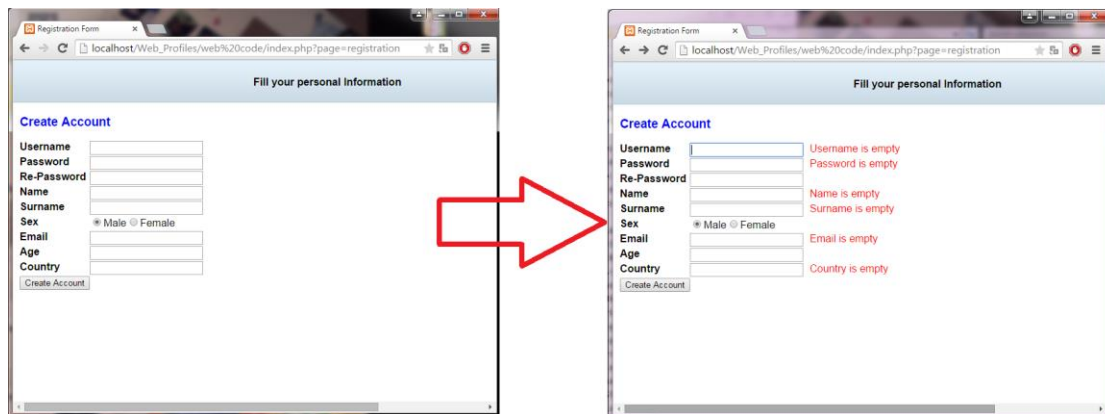 Registration Form
localhost/Web_Profiles/web%20code/index.php?page=registration
Fill your personal Information
Create Account
Username
Password
Re-Password
Name
Surname
Sex Male Female
Email
Age
Country
Create Account
Registration Form
localhost/Web_Profiles/web%20code/index.php?page=registration
Fill your personal Information
Create Account
Username Username is empty
Password Password is empty
Re-Password
Name Name is empty
Surname Surname is empty
Sex Male Female
Email Email is empty
Age
Country Country is empty
Create Account